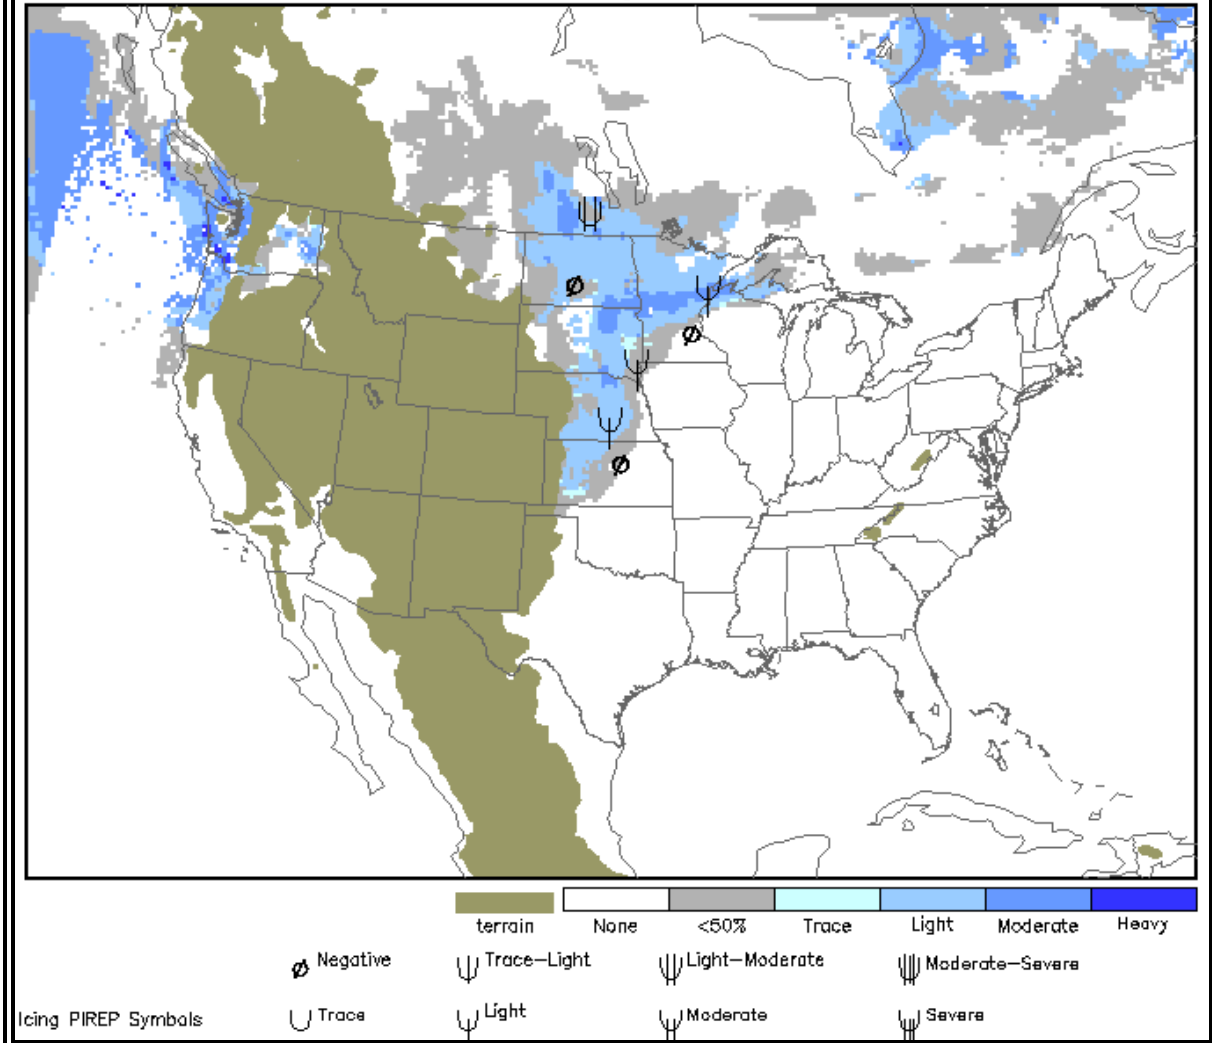 terrain None <50% Trace Light Moderate Heavy
Negative Trace-Light Light-Moderate Moderate-Severe
Icing PIREP Symbols Trace Light Moderate Severe